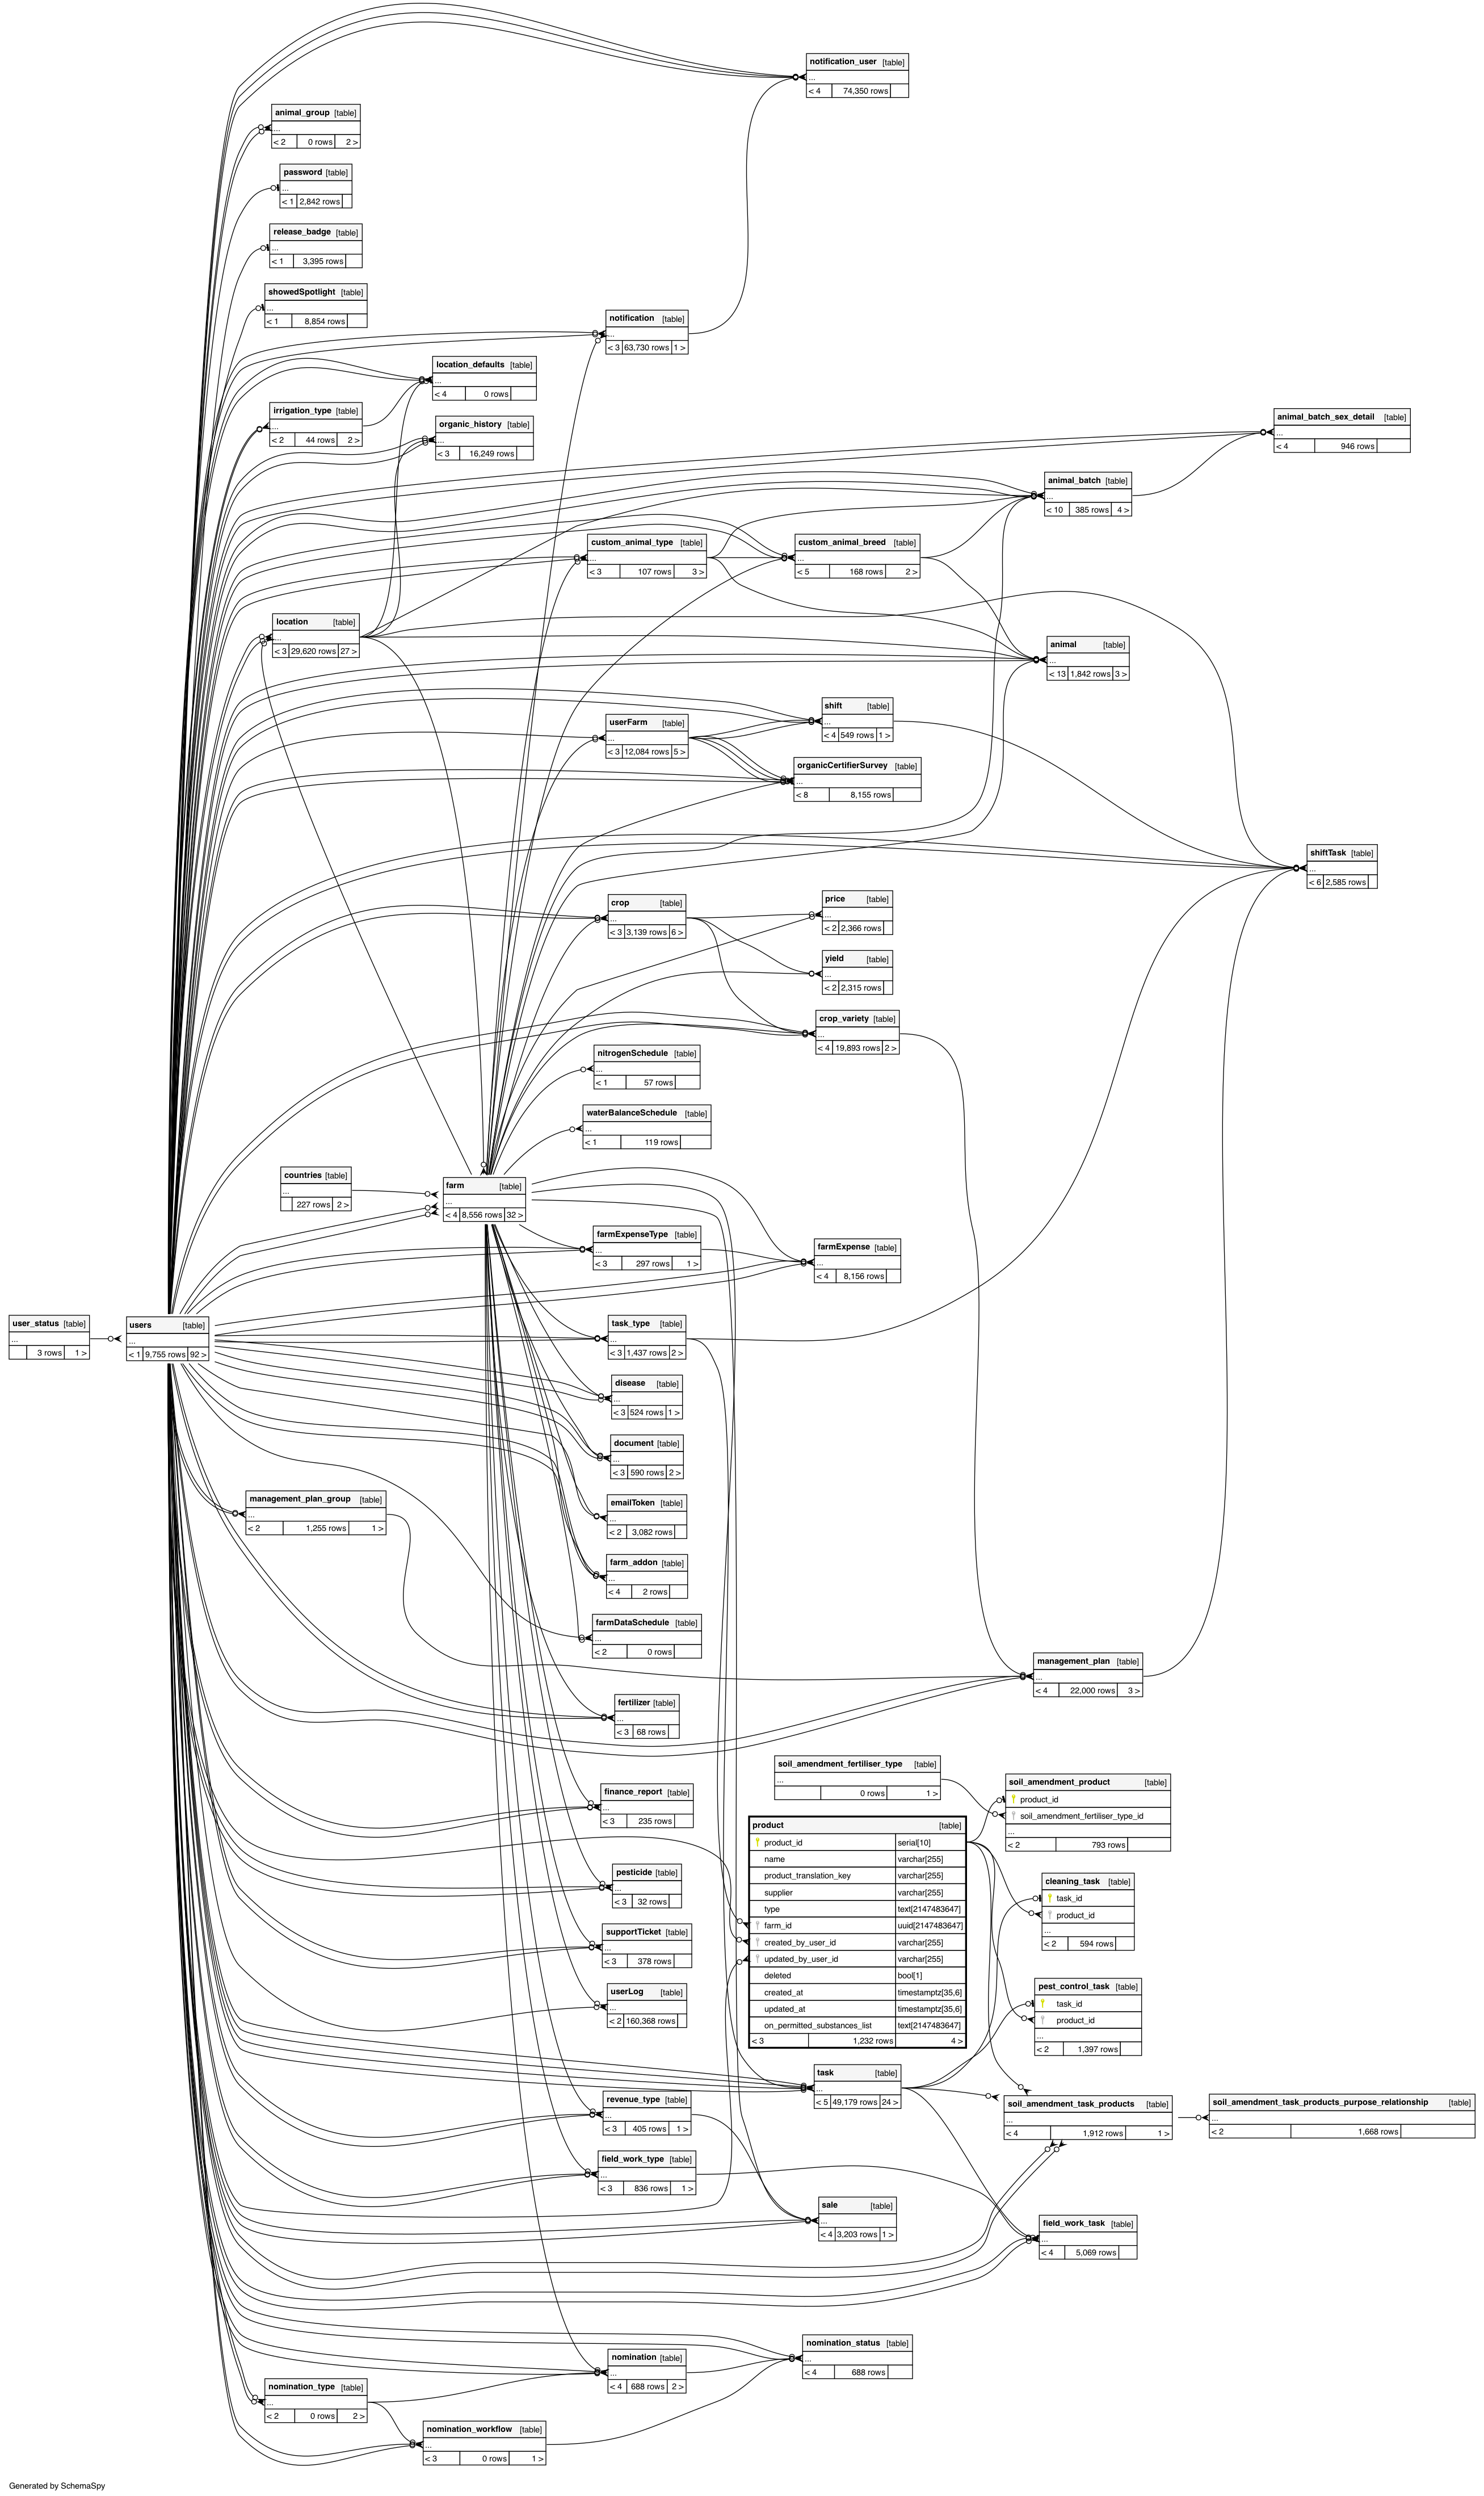 notification_user [table]
...
< 4 74,350 rows
animal_group [table]
...
< 2 0 rows 2 >
password [table]
...
< 1 2,842 rows
release_badge [table]
...
< 1 3,395 rows
showedSpotlight [table]
...
< 1 8,854 rows
notification [table]
...
< 3 63,730 rows 1 >
location_defaults [table]
...
< 4 0 rows
irrigation_type [table]
...
< 2 44 rows 2 >
organic_history [table]
...
< 3 16,249 rows
animal_batch_sex_detail [table]
...
< 4 946 rows
animal_batch [table]
...
< 10 385 rows 4 >
custom_animal_type [table]
...
< 3 107 rows 3 >
custom_animal_breed [table]
...
< 5 168 rows 2 >
location [table]
...
< 3 29,620 rows 27 >
animal [table]
...
< 13 1,842 rows 3 >
shift [table]
...
< 4 549 rows 1 >
userFarm [table]
...
< 3 12,084 rows 5 >
organicCertifierSurvey [table]
...
< 8 8,155 rows
shiftTask [table]
...
< 6 2,585 rows
crop [table]
...
< 3 3,139 rows 6 >
price [table]
...
< 2 2,366 rows
yield [table]
...
< 2 2,315 rows
crop_variety [table]
...
< 4 19,893 rows 2 >
nitrogenSchedule [table]
...
< 1 57 rows
waterBalanceSchedule [table]
...
< 1 119 rows
countries [table]
...
227 rows 2 >
farm [table]
...
< 4 8,556 rows 32 >
farmExpenseType [table]
...
< 3 297 rows 1 >
farmExpense [table]
...
< 4 8,156 rows
user_status [table]
...
3 rows 1 >
users [table]
...
< 1 9,755 rows 92 >
task_type [table]
...
< 3 1,437 rows 2 >
disease [table]
...
< 3 524 rows 1 >
document [table]
...
< 3 590 rows 2 >
management_plan_group [table]
...
< 2 1,255 rows 1 >
emailToken [table]
...
< 2 3,082 rows
farm_addon [table]
...
< 4 2 rows
farmDataSchedule [table]
...
< 2 0 rows
management_plan [table]
...
< 4 22,000 rows 3 >
fertilizer [table]
...
< 3 68 rows
soil_amendment_fertiliser_type [table]
...
0 rows 1 >
soil_amendment_product [table]
product_id
soil_amendment_fertiliser_type_id
...
< 2 793 rows
finance_report [table]
...
< 3 235 rows
product [table]
product_id serial[10]
name varchar[255]
product_translation_key varchar[255]
supplier varchar[255]
type text[2147483647]
farm_id uuid[2147483647]
created_by_user_id varchar[255]
updated_by_user_id varchar[255]
deleted bool[1]
created_at timestamptz[35,6]
updated_at timestamptz[35,6]
on_permitted_substances_list text[2147483647]
< 3 1,232 rows 4 >
pesticide [table]
...
< 3 32 rows
cleaning_task [table]
task_id
product_id
...
< 2 594 rows
supportTicket [table]
...
< 3 378 rows
pest_control_task [table]
task_id
product_id
...
< 2 1,397 rows
userLog [table]
...
< 2 160,368 rows
task [table]
...
< 5 49,179 rows 24 >
revenue_type [table]
...
< 3 405 rows 1 >
soil_amendment_task_products [table]
...
< 4 1,912 rows 1 >
soil_amendment_task_products_purpose_relationship [table]
...
< 2 1,668 rows
field_work_type [table]
...
< 3 836 rows 1 >
sale [table]
...
< 4 3,203 rows 1 >
field_work_task [table]
...
< 4 5,069 rows
nomination_status [table]
...
< 4 688 rows
nomination [table]
...
< 4 688 rows 2 >
nomination_type [table]
...
< 2 0 rows 2 >
nomination_workflow [table]
...
< 3 0 rows 1 >
Generated by SchemaSpy